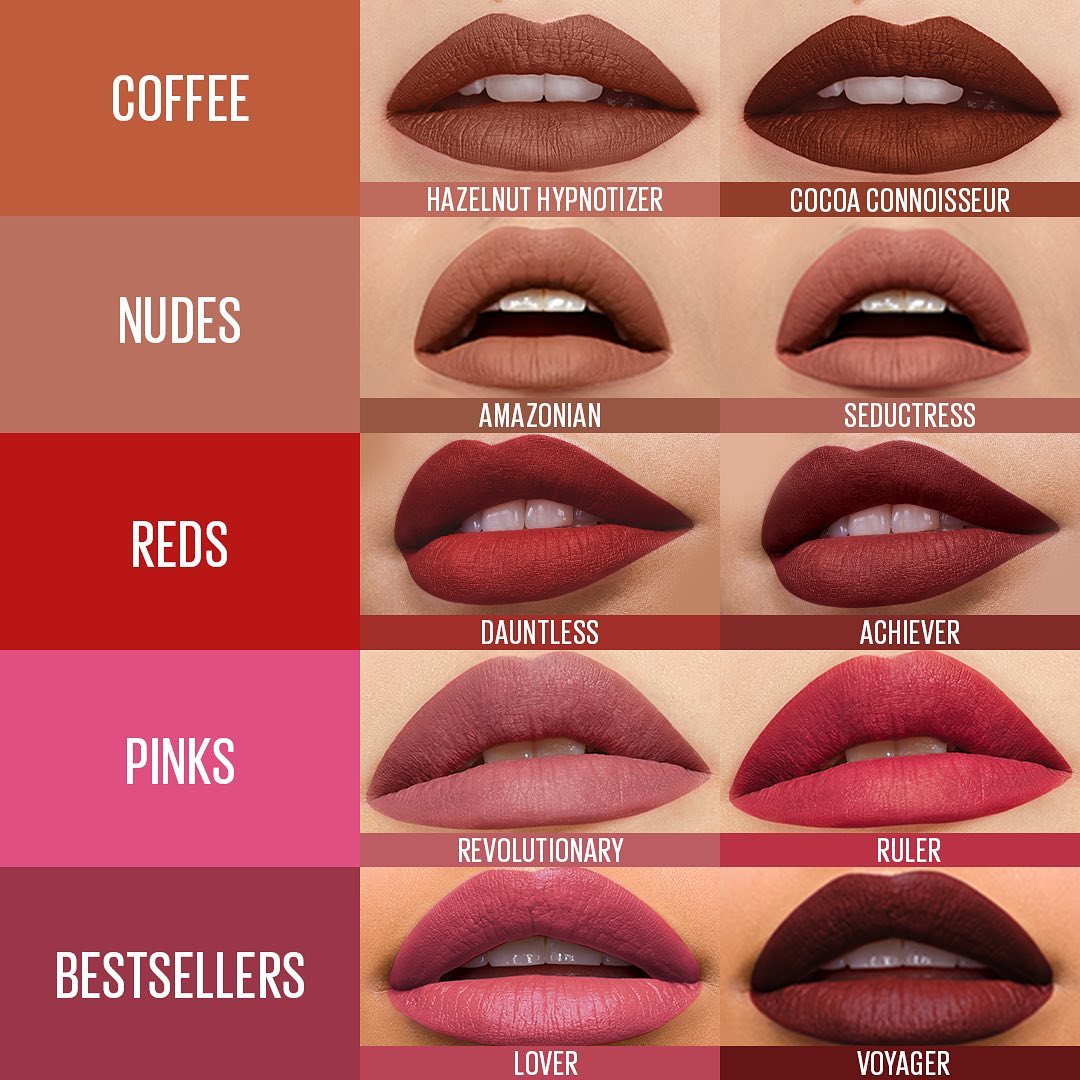 COFFEE
HAZELNUT HYPNOTIZER
COCOA CONNOISSEUR
NUDES
AMAZONIAN
SEDUCTRESS
REDS
DAUNTLESS
ACHIEVER
PINKS
REVOLUTIONARY
RULER
BESTSELLERS
LOVER
VOYAGER